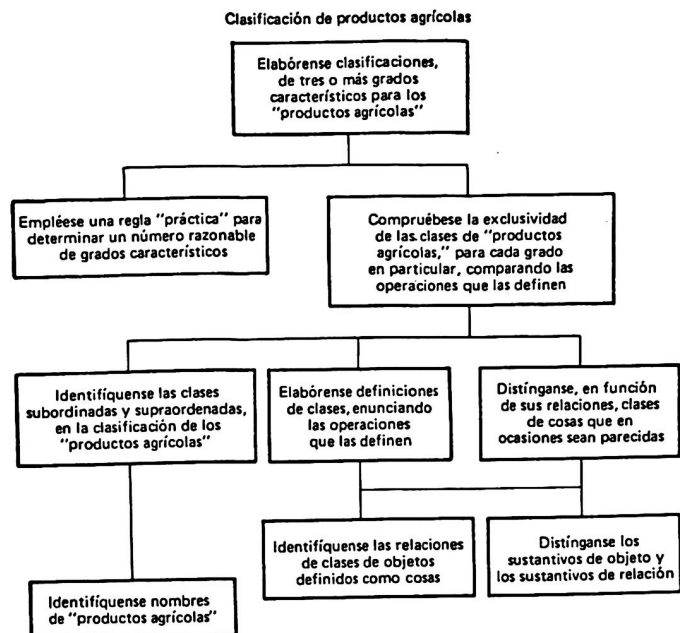 Clasificación de productos agrícolas
Elabórense clasificaciones,
de tres o más grados
característicos para los
"productos agrícolas"
Empléese una regla "práctica" para
determinar un número razonable
de grados característicos
Compruébese la exclusividad
de las clases de "productos
agrícolas," para cada grado
en particular, comparando las
operaciones que las definen
Identifíquense las clases
subordinadas y supraordenadas,
en la clasificación de los
"productos agrícolas"
Elabórense definiciones
de clases, enunciando
las operaciones
que las definen
Distínganse, en función
de sus relaciones, clases
de cosas que en
ocasiones sean parecidas
Identifíquense las relaciones
de clases de objetos
definidos como cosas
Distínganse los
sustantivos de objeto y
los sustantivos de relación
Identifíquense nombres
de "productos agrícolas"